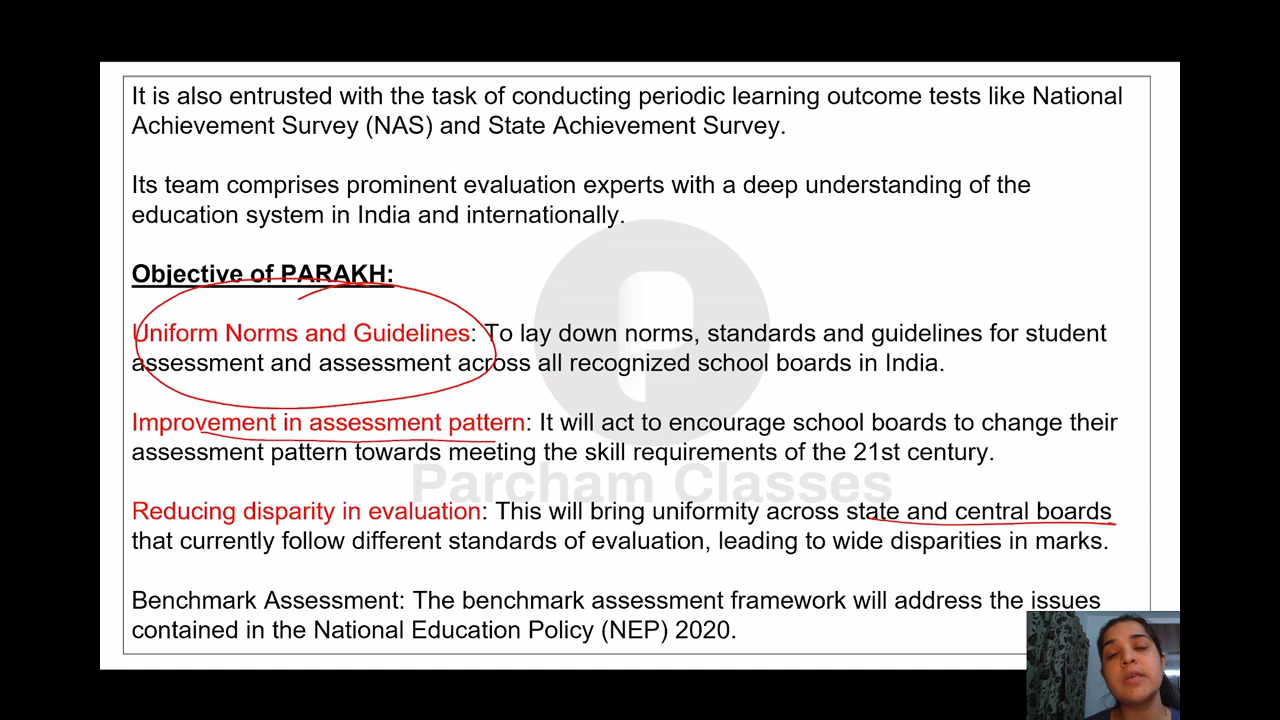 It is also entrusted with the task of conducting periodic learning outcome tests like National
Achievement Survey (NAS) and State Achievement Survey.
Its team comprises prominent evaluation experts with a deep understanding of the
education system in India and internationally.
Objective of PARAKH:
Uniform Norms and Guidelines: To lay down norms, standards and guidelines for student
assessment and assessment across all recognized school boards in India.
Improvement in assessment pattern: It will act to encourage school boards to change their
assessment pattern towards meeting the skill requirements of the 21st century.
Parcham Classes
Reducing disparity in evaluation: This will bring uniformity across state and central boards
that currently follow different standards of evaluation, leading to wide disparities in marks.
Benchmark Assessment: The benchmark assessment framework will address the issues
contained in the National Education Policy (NEP) 2020.